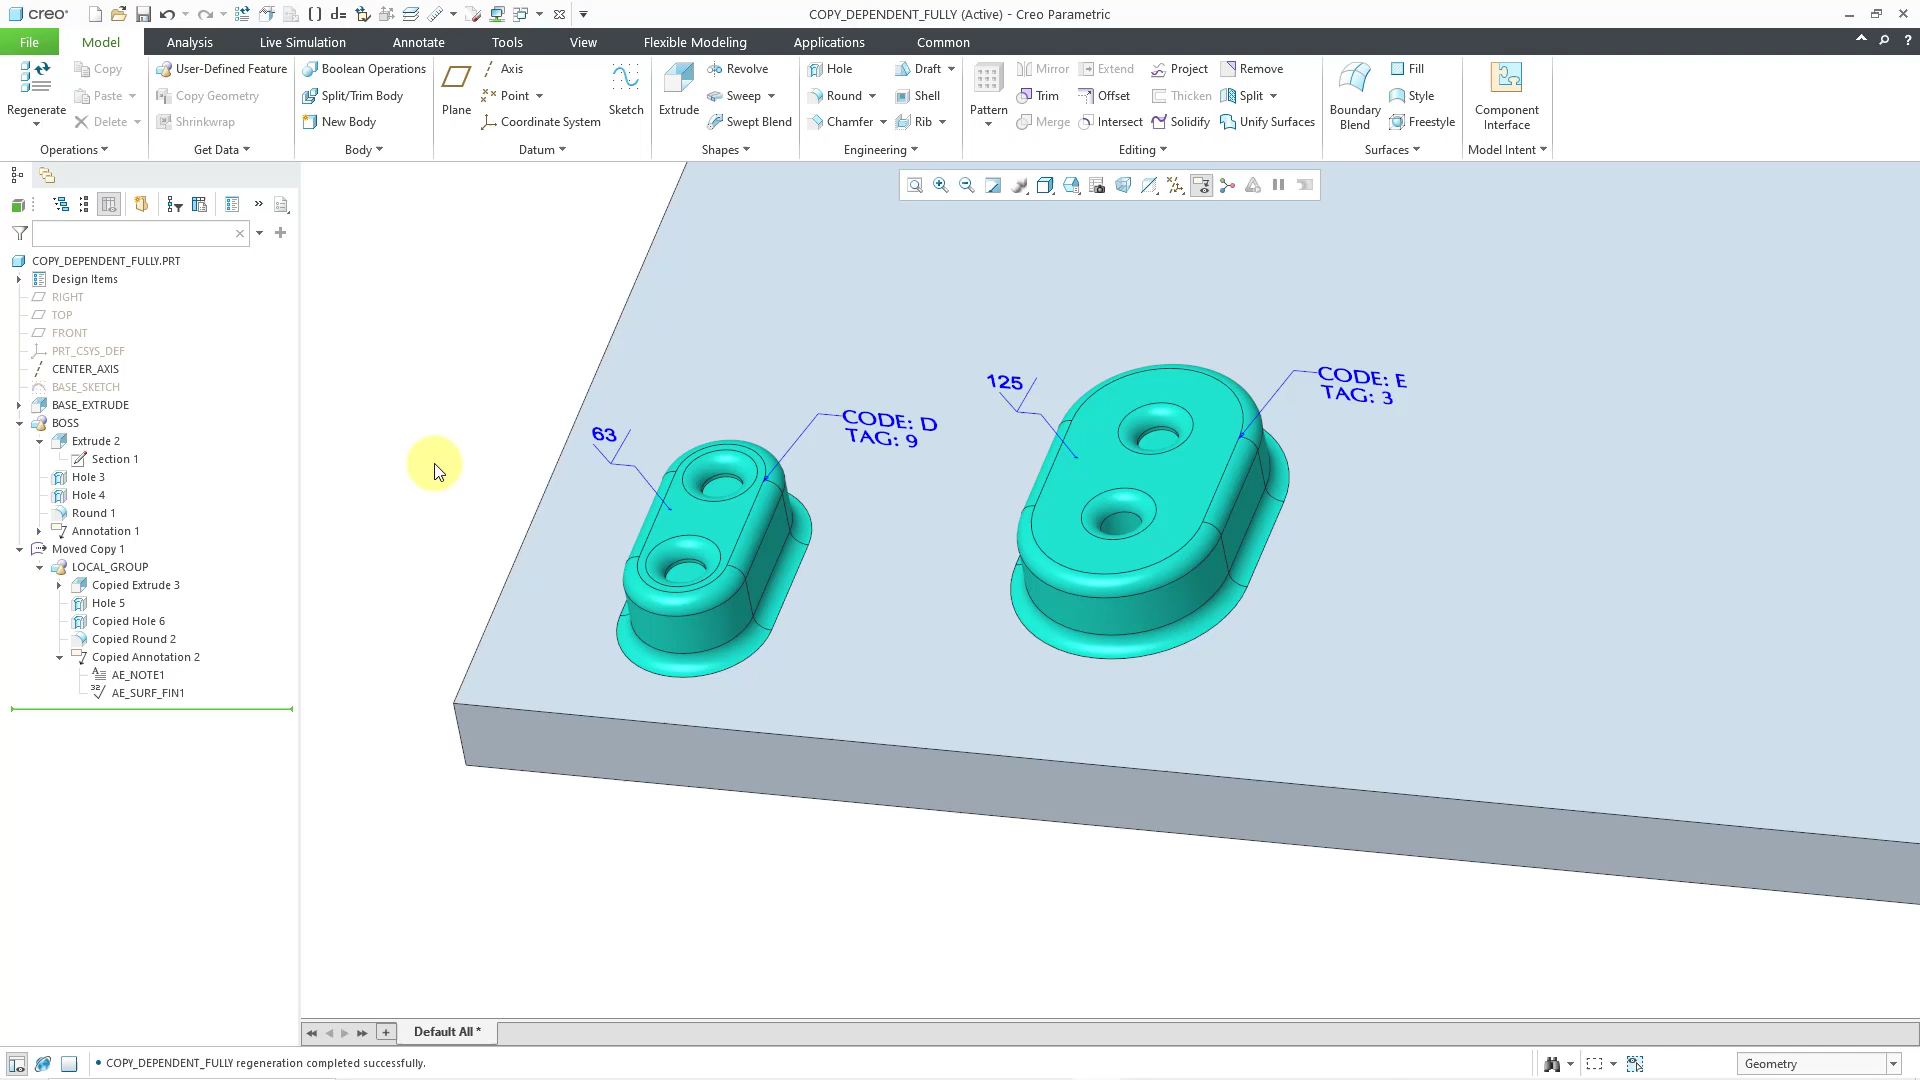 creo
COPY_DEPENDENT_FULLY (Active) - Creo Parametric
File
Model
Analysis
Live Simulation
Annotate
Tools
View
Flexible Modeling
Applications
Common
Regenerate
Copy
Paste
Delete
Operations
User-Defined Feature
Copy Geometry
Shrinkwrap
Get Data
Boolean Operations
Split/Trim Body
New Body
Body
Plane
Axis
Point
Coordinate System
Sketch
Datum
Extrude
Revolve
Sweep
Swept Blend
Shapes
Hole
Round
Chamfer
Draft
Shell
Rib
Engineering
Pattern
Mirror
Trim
Merge
Extend
Offset
Intersect
Project
Thicken
Solidify
Remove
Split
Unify Surfaces
Editing
Boundary
Blend
Fill
Style
Freestyle
Surfaces
Component
Interface
Model Intent
COPY_DEPENDENT_FULLY.PRT
Design Items
RIGHT
TOP
FRONT
PRT_CSYS_DEF
CENTER_AXIS
BASE_SKETCH
BASE_EXTRUDE
BOSS
Extrude 2
Section 1
Hole 3
Hole 4
Round 1
Annotation 1
Moved Copy 1
LOCAL_GROUP
Copied Extrude 3
Hole 5
Copied Hole 6
Copied Round 2
Copied Annotation 2
AE_NOTE1
AE_SURF_FIN1
63
CODE: D
TAG: 9
125
CODE: E
TAG: 3
Default All *
• COPY_DEPENDENT_FULLY regeneration completed successfully.
Geometry